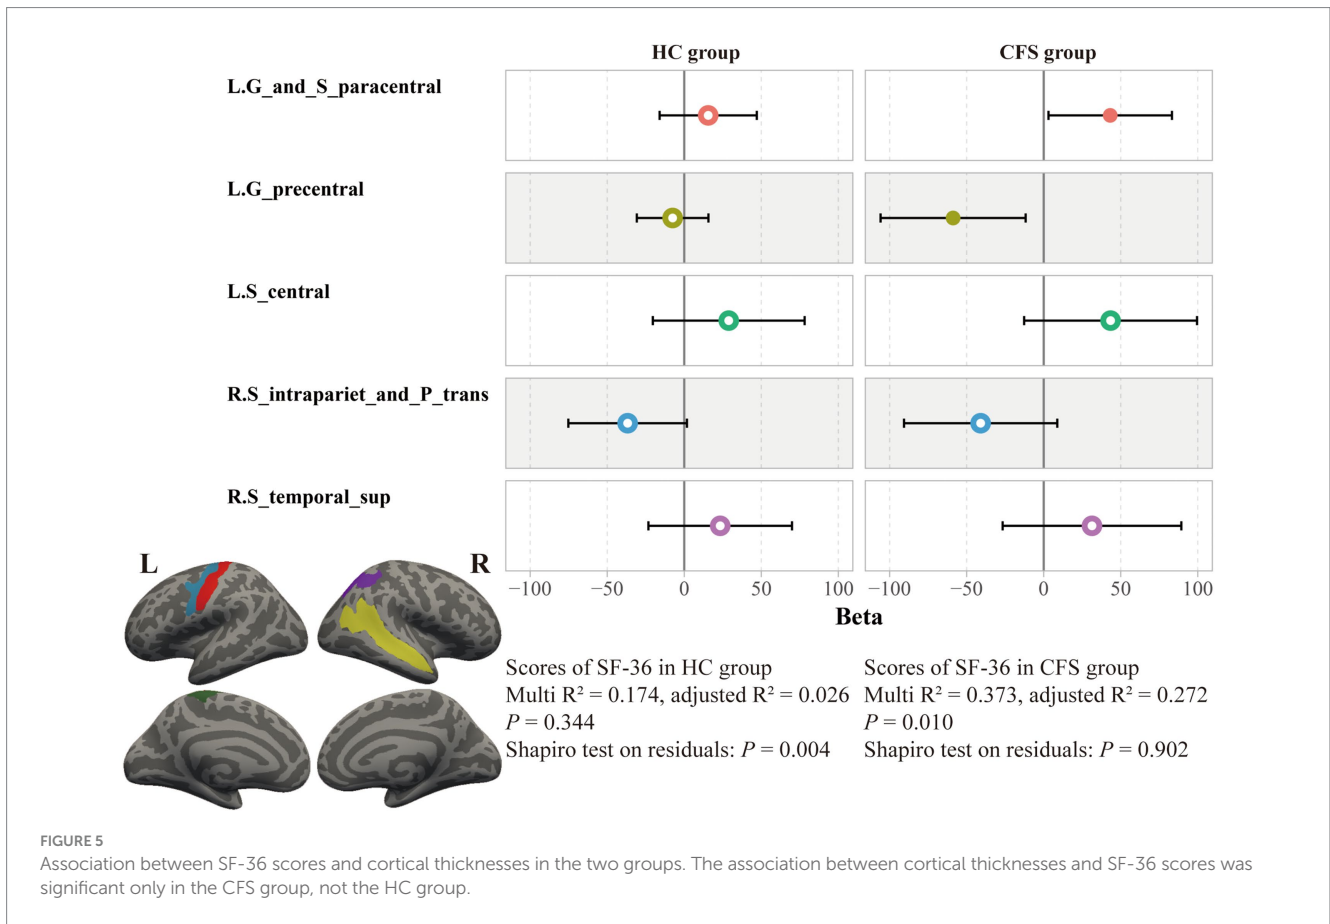 HC group
CFS group
L.G_and_S_paracentral
L.G_precentral
L.S_central
R.S_intrapariet_and_P_trans
R.S_temporal_sup
L
R
−100
−50
0
50
100
−100
−50
0
50
100
Beta
Scores of SF-36 in HC group
Multi R² = 0.174, adjusted R² = 0.026
P = 0.344
Shapiro test on residuals: P = 0.004
Scores of SF-36 in CFS group
Multi R² = 0.373, adjusted R² = 0.272
P = 0.010
Shapiro test on residuals: P = 0.902
FIGURE 5
Association between SF-36 scores and cortical thicknesses in the two groups. The association between cortical thicknesses and SF-36 scores was
significant only in the CFS group, not the HC group.